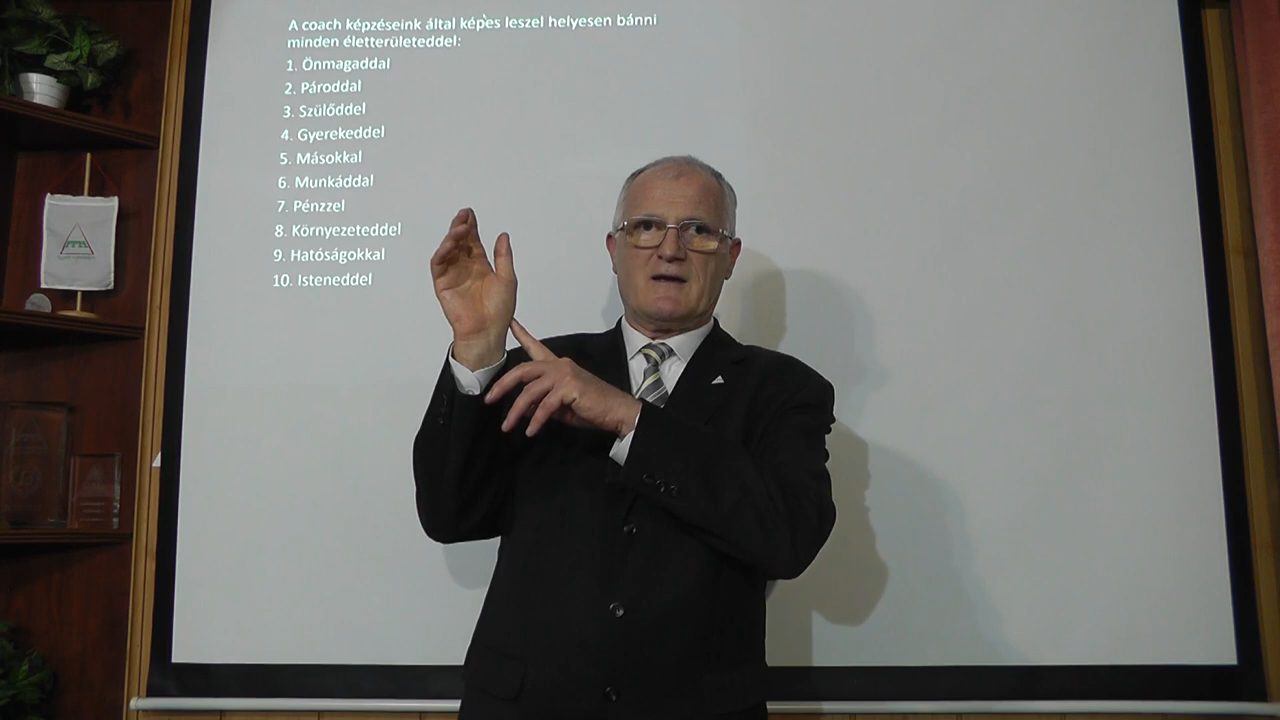 A coach képzéseink által képes leszel helyesen bánni
minden életterületeddel:
1. Önmagaddal
2. Pároddal
3. Szülőddel
4. Gyerekeddel
5. Másokkal
6. Munkáddal
7. Pénzzel
8. Környezeteddel
9. Hatóságokkal
10. Isteneddel